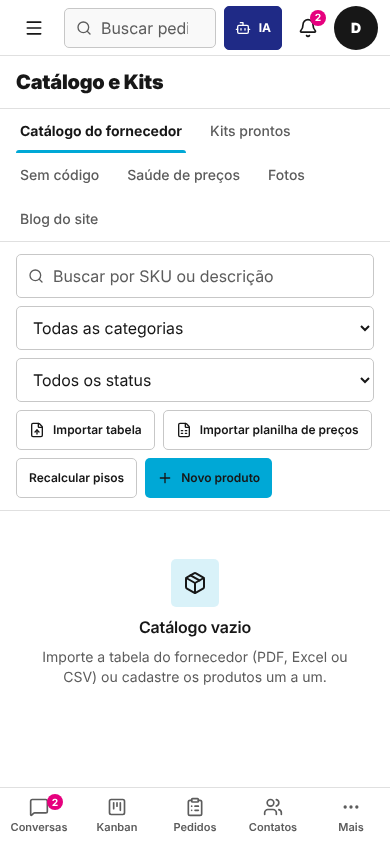 Buscar pedi
IA
2
D
Catálogo e Kits
Catálogo do fornecedor
Kits prontos
Sem código
Saúde de preços
Fotos
Blog do site
Buscar por SKU ou descrição
Todas as categorias
Todos os status
Importar tabela
Importar planilha de preços
Recalcular pisos
Novo produto
Catálogo vazio
Importe a tabela do fornecedor (PDF, Excel ou
CSV) ou cadastre os produtos um a um.
2
Conversas
Kanban
Pedidos
Contatos
Mais